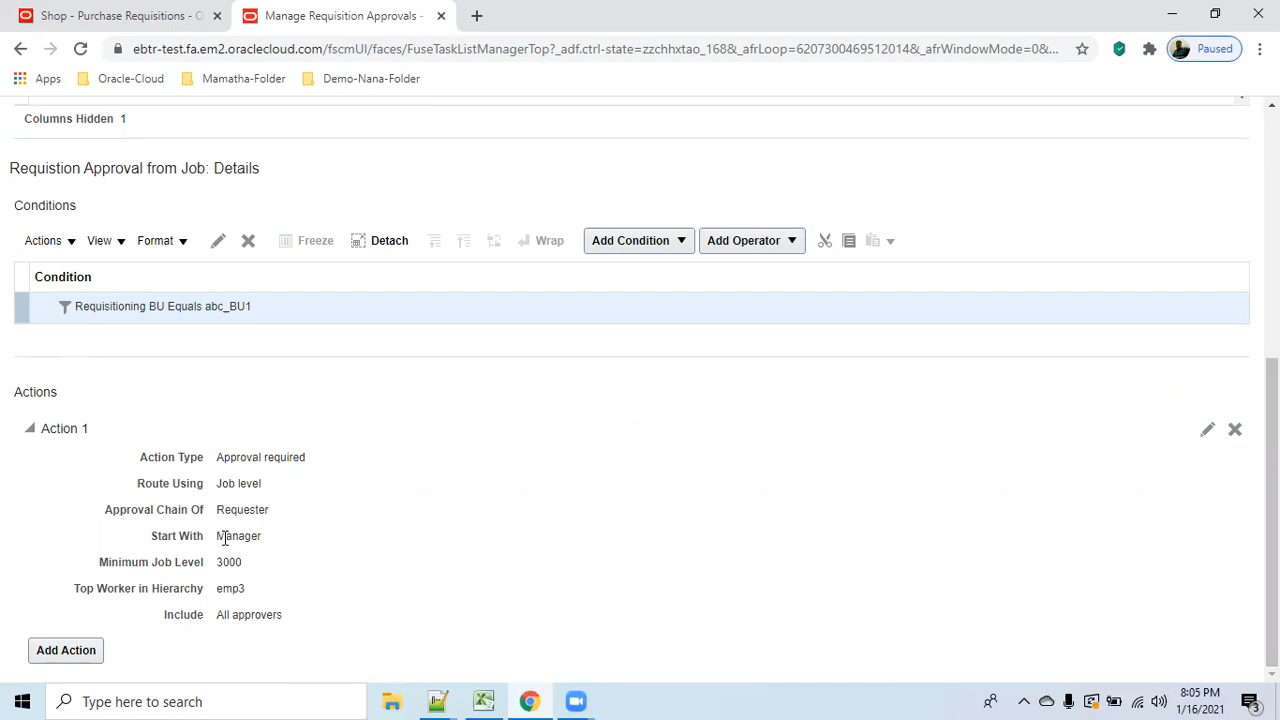 Shop - Purchase Requisitions - O
Manage Requisition Approvals -
ebtr-test.fa.em2.oraclecloud.com/fscmUI/faces/FuseTaskListManagerTop?_adf.ctrl-state=zzchhxtao_168&_afrLoop=62073004695120146&_afrWindowMode=0&...
Paused
Apps Oracle-Cloud Mamatha-Folder Demo-Nana-Folder
Columns Hidden 1
Requistion Approval from Job: Details
Conditions
Actions View Format Freeze Detach Wrap Add Condition Add Operator
Condition
Requisitioning BU Equals abc_BU1
Actions
Action 1
Action Type Approval required
Route Using Job level
Approval Chain Of Requester
Start With Manager
Minimum Job Level 3000
Top Worker in Hierarchy emp3
Include All approvers
Add Action
Type here to search
8:05 PM
1/16/2021
3